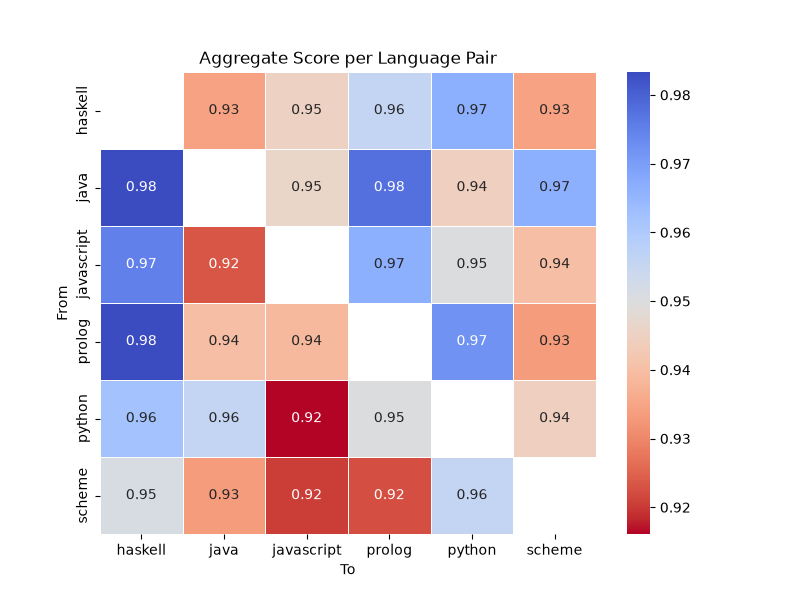 Aggregate Score per Language Pair
haskell 0.93 0.95 0.96 0.97 0.93
java 0.98 0.95 0.98 0.94 0.97
javascript 0.97 0.92 0.97 0.95 0.94
prolog 0.98 0.94 0.94 0.97 0.93
python 0.96 0.96 0.92 0.95 0.94
scheme 0.95 0.93 0.92 0.92 0.96
From
haskell java javascript prolog python scheme
To
0.98
0.97
0.96
0.95
0.94
0.93
0.92